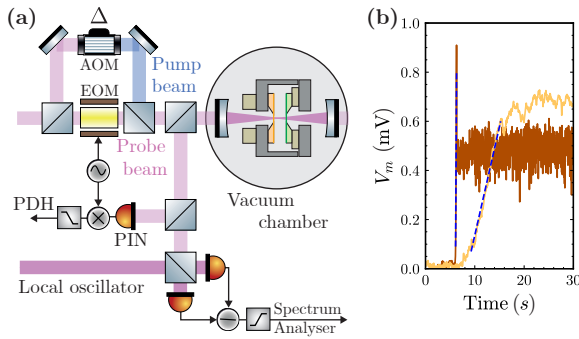 (a)
Δ
AOM
Pump
beam
EOM
Probe
beam
Vacuum
chamber
PDH
PIN
Local oscillator
Spectrum
Analyser
(b)
V_m (mV)
1.0
0.8
0.6
0.4
0.2
0.0
0
10
20
30
Time (s)